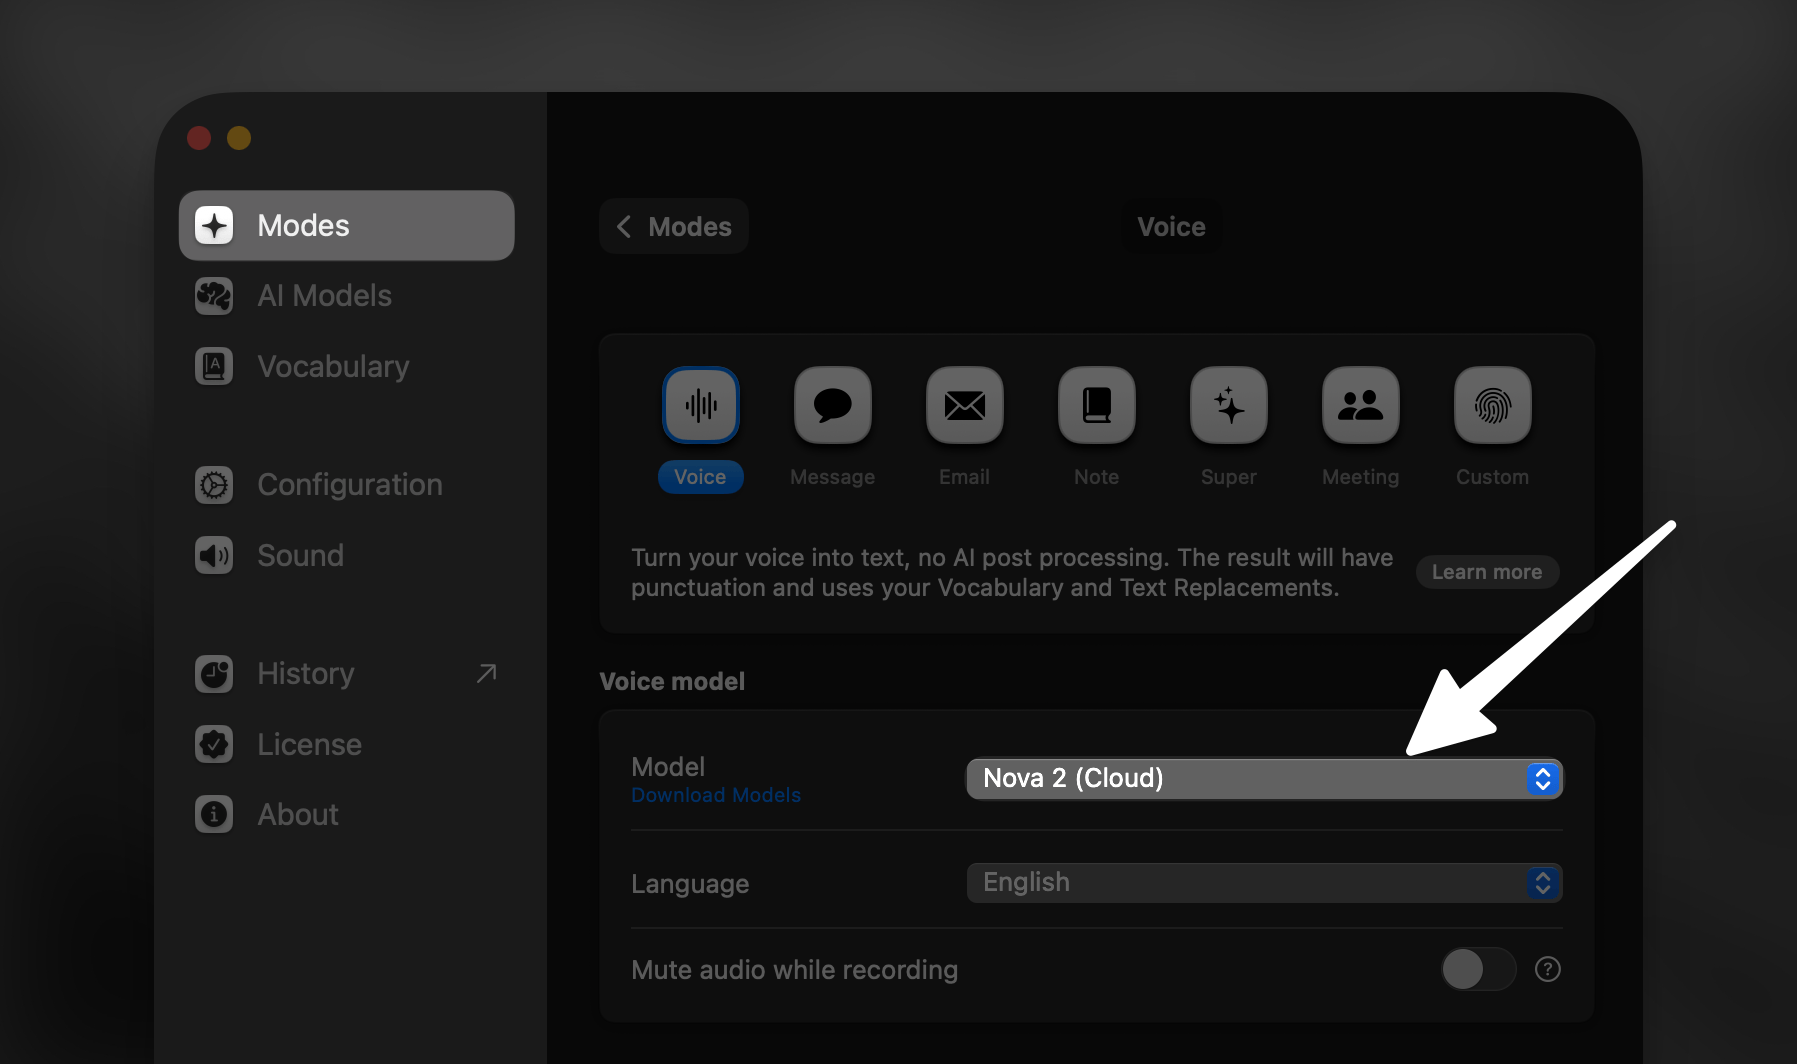 Modes
AI Models
Vocabulary
Configuration
Sound
History
License
About
Modes
Voice
Voice
Message
Email
Note
Super
Meeting
Custom
Turn your voice into text, no AI post processing. The result will have
punctuation and uses your Vocabulary and Text Replacements.
Learn more
Voice model
Model
Download Models
Nova 2 (Cloud)
Language
English
Mute audio while recording
?